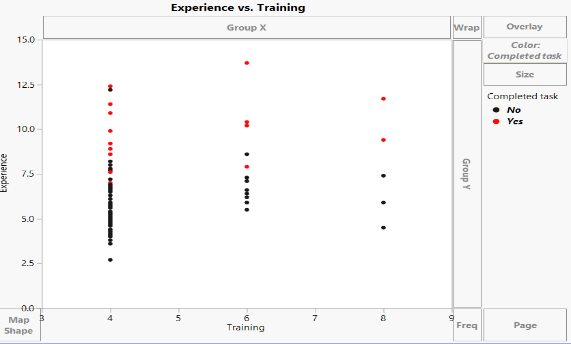 Experience vs. Training
Group X
Wrap
Overlay
Color:
Completed task
Size
Completed task
No
Yes
15.0
12.5
10.0
7.5
5.0
2.5
0.0
Experience
Group Y
3
4
5
6
7
8
9
Training
Map
Shape
Freq
Page